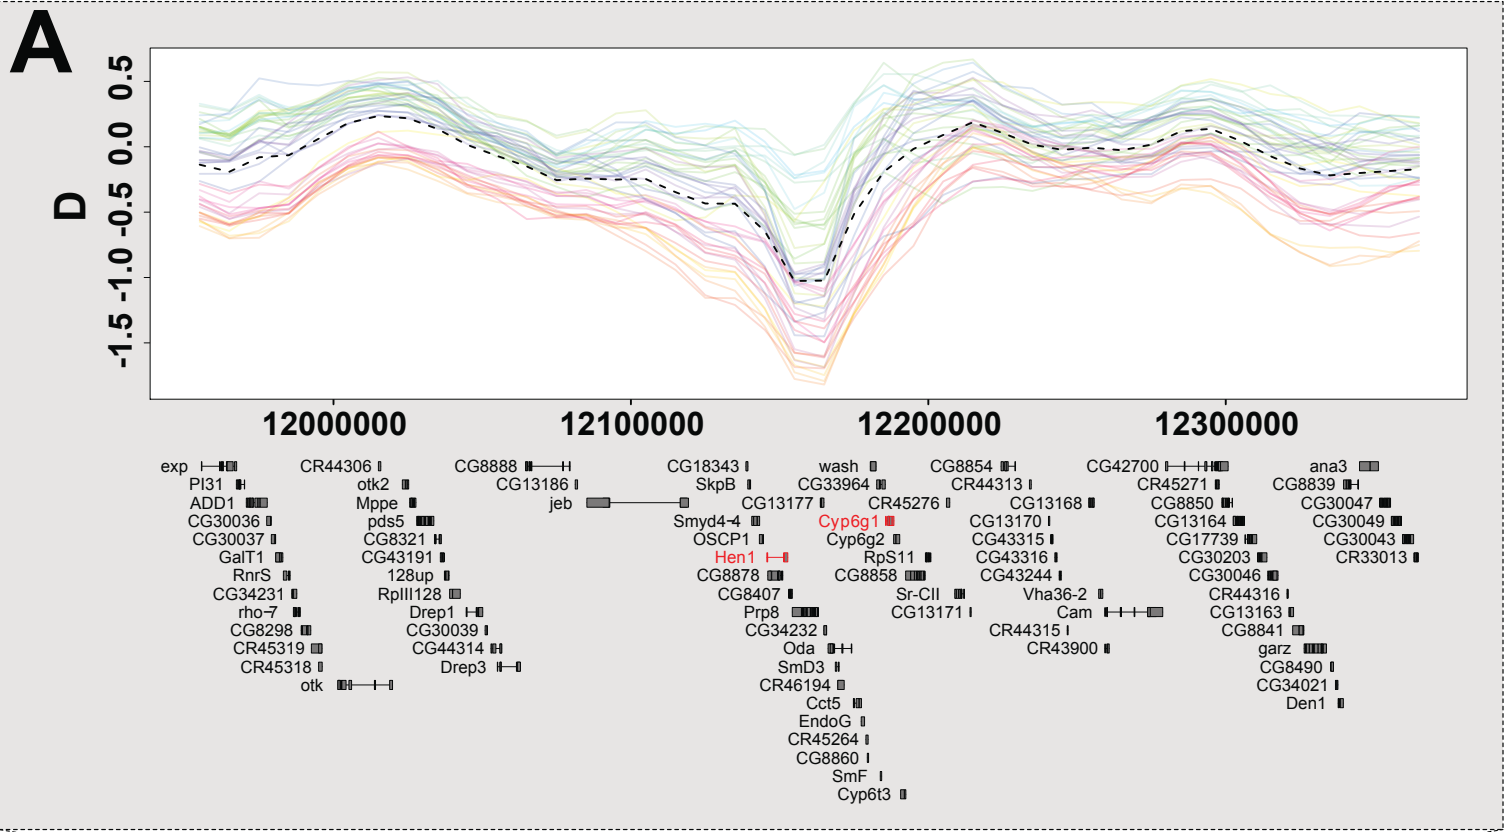 A
D
0.5
0.0
-0.5
-1.0
-1.5
12000000 12100000 12200000 12300000
exp CR44306 CG8888 CG18343 wash CG8854 CG42700 ana3
PI31 otk2 CG13186 SkpB CG33964 CR44313 CR45271 CG8839
ADD1 Mppe jeb CG13177 CR45276 CG13168 CG8850 CG30047
CG30036 pds5 Smyd4-4 Cyp6g1 CG13170 CG13164 CG30049
CG30037 CG8321 OSCP1 Cyp6g2 CG43315 CG17739 CG30043
GalT1 CG43191 Hen1 RpS11 CG43316 CG30203 CR33013
RnrS 128up CG8878 CG8858 CG43244 CG30046
CG34231 RpIII128 CG8407 Sr-CII Vha36-2 CR44316
rho-7 Drep1 Prp8 CG13171 Cam CG13163
CG8298 CG30039 CG34232 CR44315 CG8841
CR45319 CG44314 Oda CR43900 garz
CR45318 Drep3 SmD3 CG8490
otk CR46194 CG34021
Cct5 Den1
EndoG
CR45264
CG8860
SmF
Cyp6t3